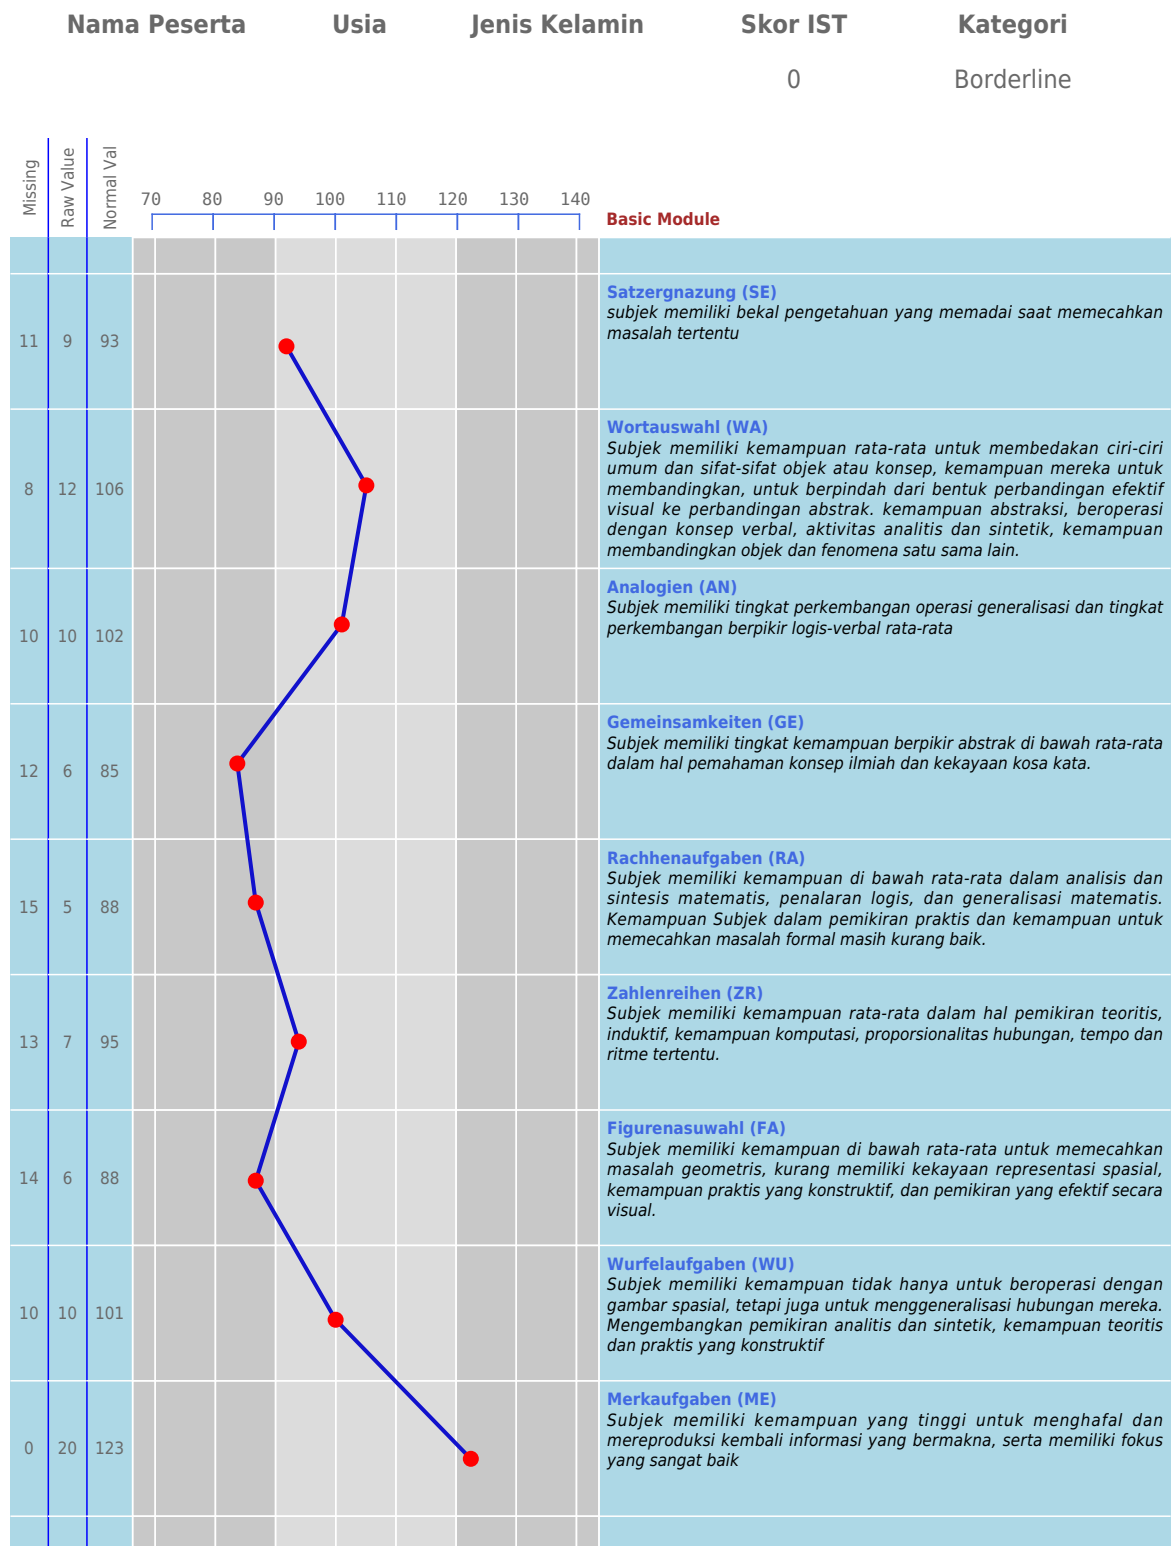 Nama Peserta Usia Jenis Kelamin Skor IST Kategori
0 Borderline
Missing Raw Value Normal Val
70 80 90 100 110 120 130 140
Basic Module
Satzergnazung (SE)
subjek memiliki bekal pengetahuan yang memadai saat memecahkan
masalah tertentu
11 9 93
Wortauswahl (WA)
Subjek memiliki kemampuan rata-rata untuk membedakan ciri-ciri
umum dan sifat-sifat objek atau konsep, kemampuan mereka untuk
membandingkan, untuk berpindah dari bentuk perbandingan efektif
visual ke perbandingan abstrak. kemampuan abstraksi, beroperasi
dengan konsep verbal, aktivitas analitis dan sintetik, kemampuan
membandingkan objek dan fenomena satu sama lain.
8 12 106
Analogien (AN)
Subjek memiliki tingkat perkembangan operasi generalisasi dan tingkat
perkembangan berpikir logis-verbal rata-rata
10 10 102
Gemeinsamkeiten (GE)
Subjek memiliki tingkat kemampuan berpikir abstrak di bawah rata-rata
dalam hal pemahaman konsep ilmiah dan kekayaan kosa kata.
12 6 85
Rachhenaufgaben (RA)
Subjek memiliki kemampuan di bawah rata-rata dalam analisis dan
sintesis matematis, penalaran logis, dan generalisasi matematis.
Kemampuan Subjek dalam pemikiran praktis dan kemampuan untuk
memecahkan masalah formal masih kurang baik.
15 5 88
Zahlenreihen (ZR)
Subjek memiliki kemampuan rata-rata dalam hal pemikiran teoritis,
induktif, kemampuan komputasi, proporsionalitas hubungan, tempo dan
ritme tertentu.
13 7 95
Figurenasuwahl (FA)
Subjek memiliki kemampuan di bawah rata-rata untuk memecahkan
masalah geometris, kurang memiliki kekayaan representasi spasial,
kemampuan praktis yang konstruktif, dan pemikiran yang efektif secara
visual.
14 6 88
Wurfelaufgaben (WU)
Subjek memiliki kemampuan tidak hanya untuk beroperasi dengan
gambar spasial, tetapi juga untuk menggeneralisasi hubungan mereka.
Mengembangkan pemikiran analitis dan sintetik, kemampuan teoritis
dan praktis yang konstruktif
10 10 101
Merkaufgaben (ME)
Subjek memiliki kemampuan yang tinggi untuk menghafal dan
mereproduksi kembali informasi yang bermakna, serta memiliki fokus
yang sangat baik
0 20 123